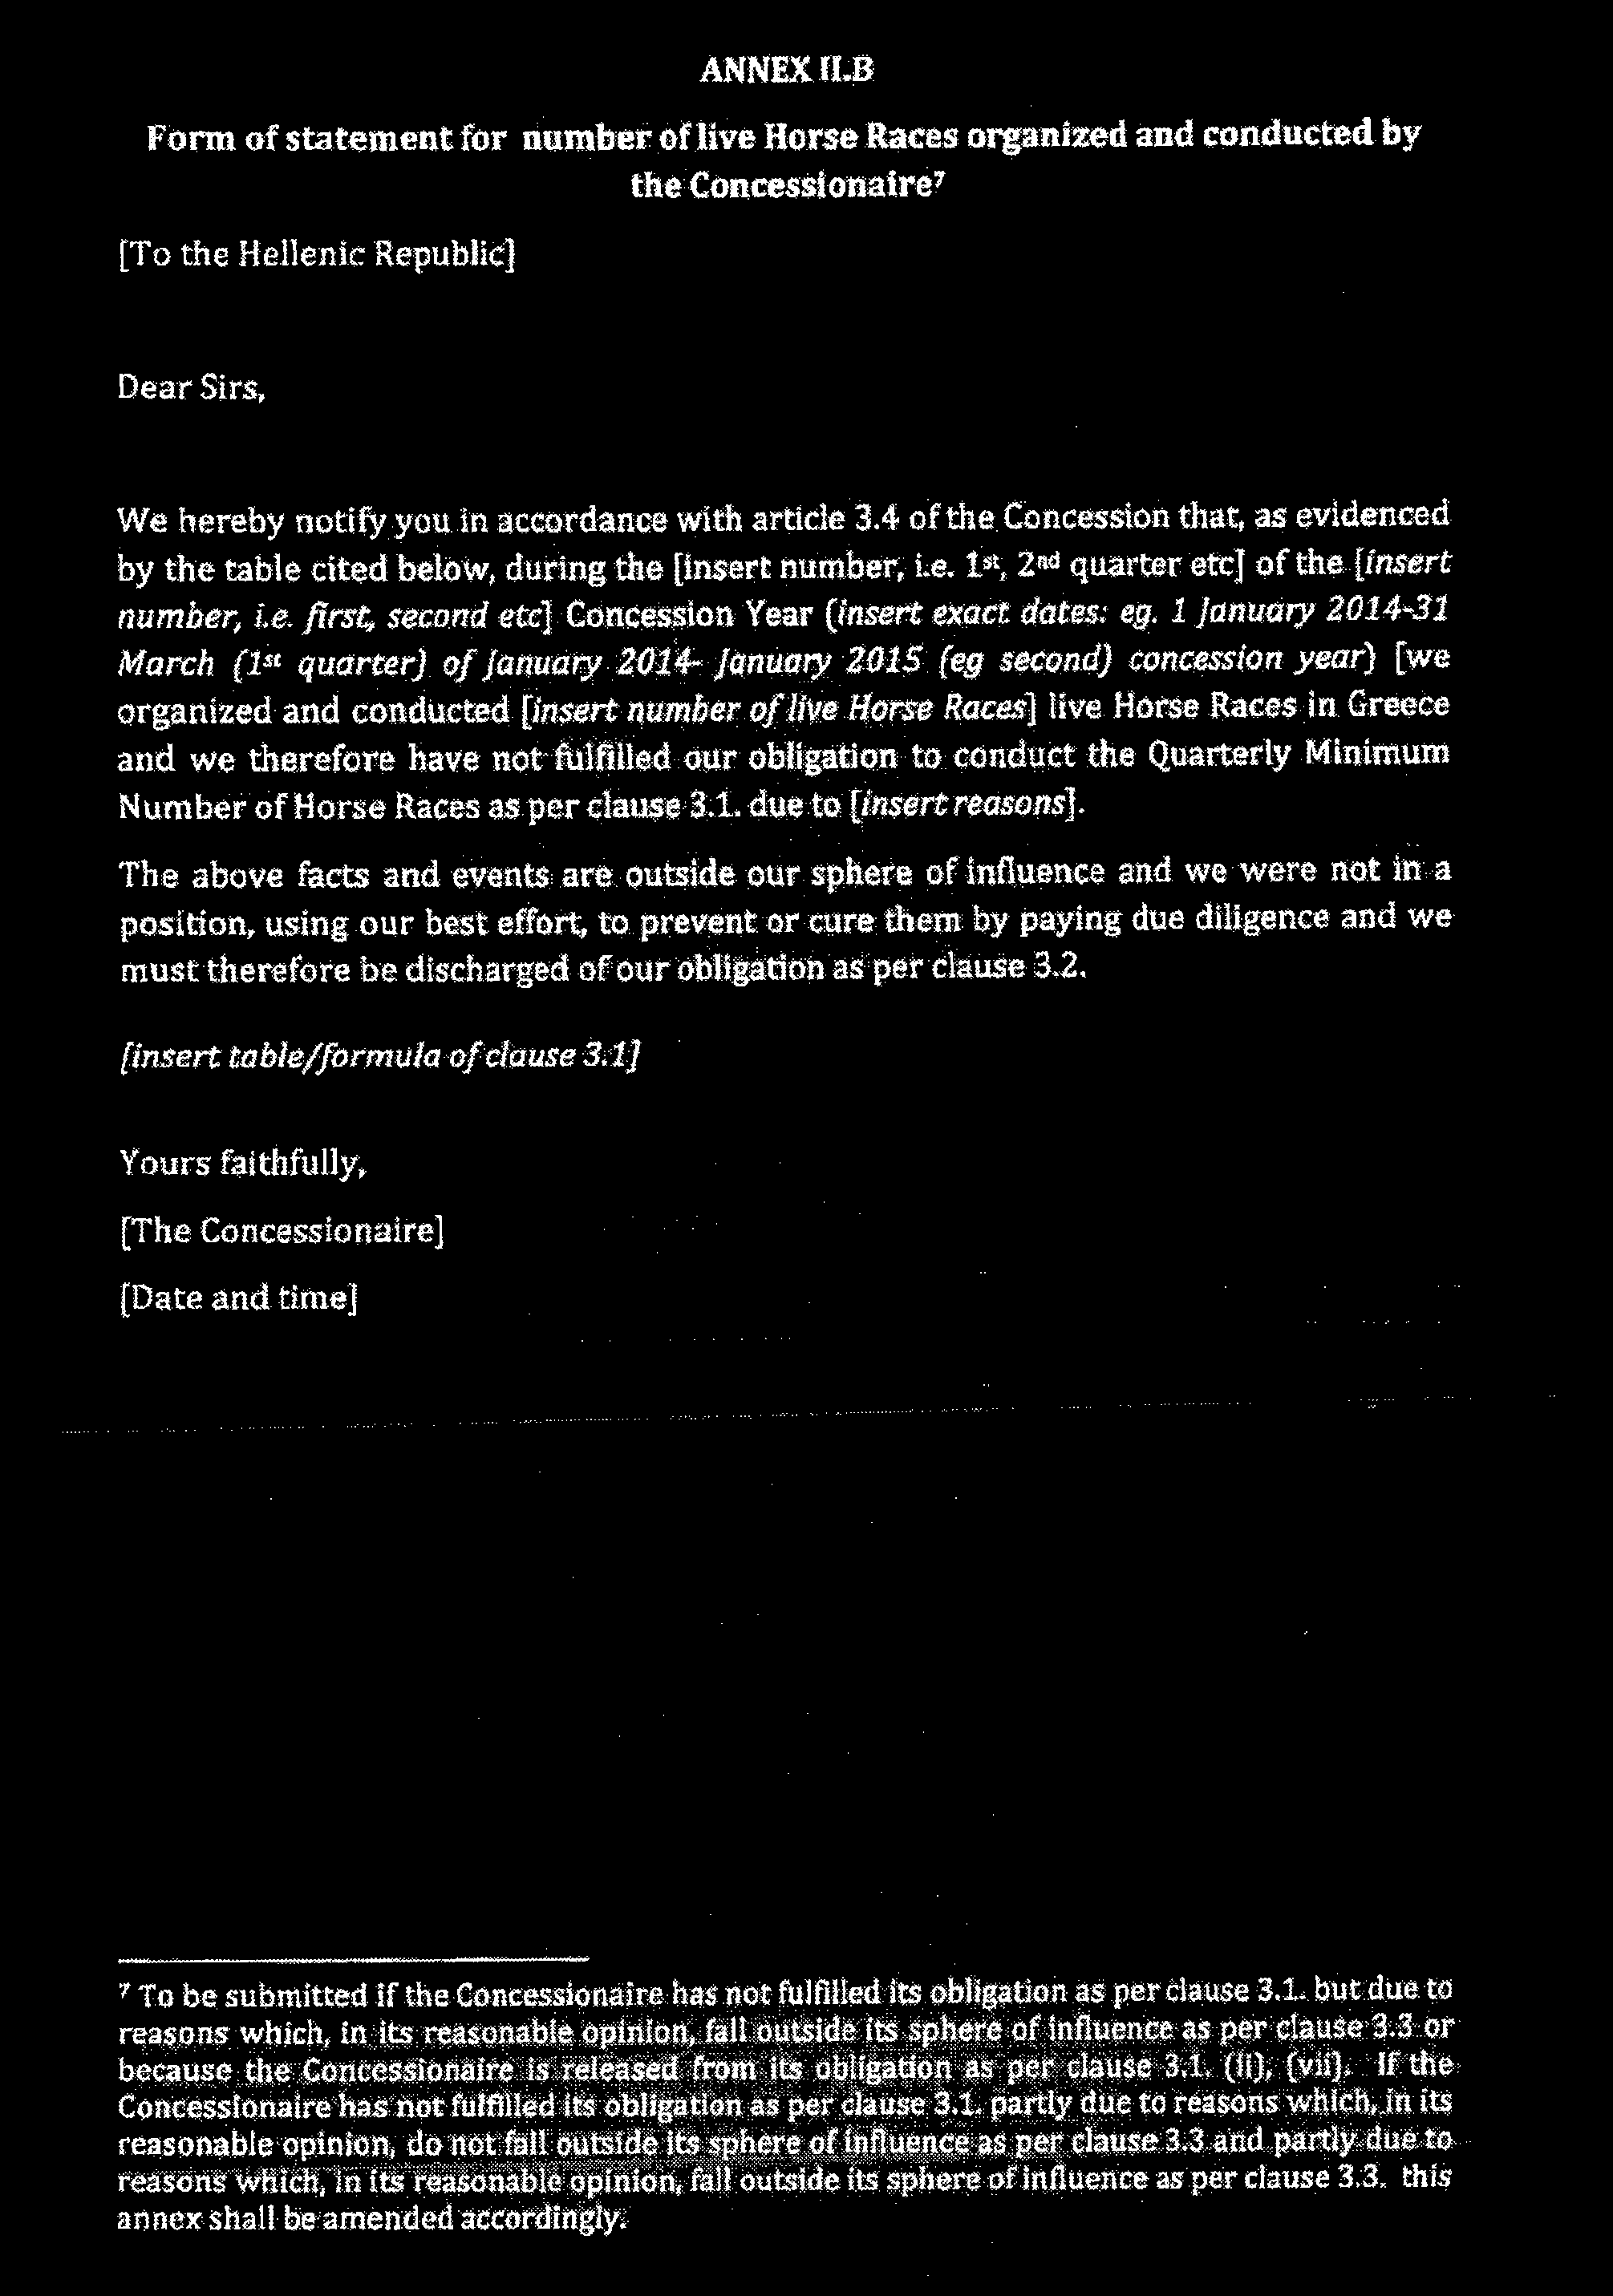 ANNEX II.B
Form of statement for number of live Horse Races organized and conducted by
the Concessionaire⁷
[To the Hellenic Republic]
Dear Sirs,
We hereby notify you in accordance with article 3.4 of the Concession that, as evidenced
by the table cited below, during the [insert number, i.e. 1st, 2nd quarter etc] of the [insert
number, i.e. first, second etc] Concession Year (insert exact dates: eg. 1 January 2014-31
March (1st quarter) of January 2014- January 2015 (eg second) concession year) [we
organized and conducted [insert number of live Horse Races] live Horse Races in Greece
and we therefore have not fulfilled our obligation to conduct the Quarterly Minimum
Number of Horse Races as per clause 3.1. due to [insert reasons].
The above facts and events are outside our sphere of influence and we were not in a
position, using our best effort, to prevent or cure them by paying due diligence and we
must therefore be discharged of our obligation as per clause 3.2.
[insert table/formula of clause 3.1]
Yours faithfully,
[The Concessionaire]
[Date and time]
⁷ To be submitted if the Concessionaire has not fulfilled its obligation as per clause 3.1. but due to
reasons which, in its reasonable opinion, fall outside its sphere of influence as per clause 3.3 or
because the Concessionaire is released from its obligation as per clause 3.1. (ii), (vii). If the
Concessionaire has not fulfilled its obligation as per clause 3.1. partly due to reasons which, in its
reasonable opinion, do not fall outside its sphere of influence as per clause 3.3 and partly due to
reasons which, in its reasonable opinion, fall outside its sphere of influence as per clause 3.3. this
annex shall be amended accordingly.